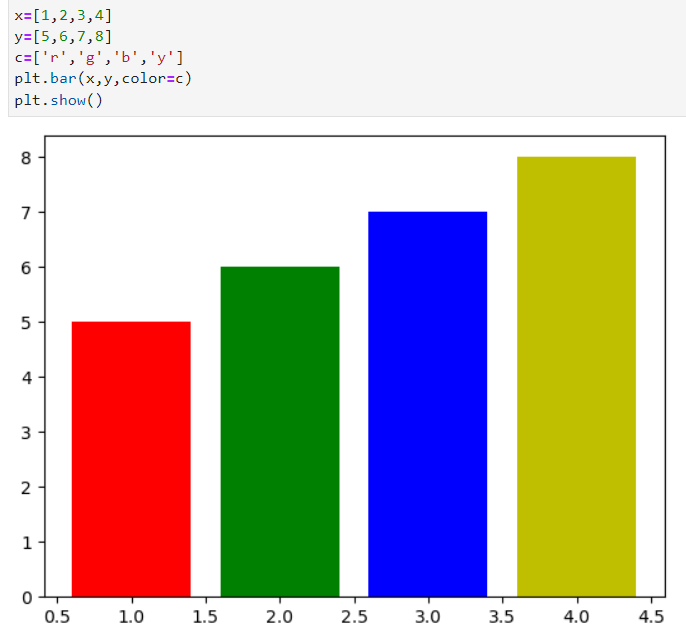 x=[1,2,3,4]
y=[5,6,7,8]
c=['r','g','b','y']
plt.bar(x,y,color=c)
plt.show()
8
7
6
5
4
3
2
1
0
0.5 1.0 1.5 2.0 2.5 3.0 3.5 4.0 4.5